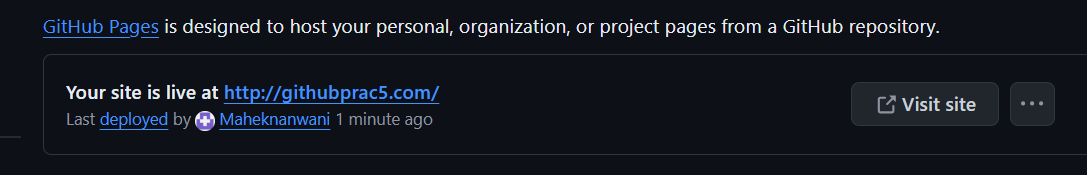 GitHub Pages is designed to host your personal, organization, or project pages from a GitHub repository.
Your site is live at http://githubprac5.com/
Visit site
Last deployed by Maheknanwani 1 minute ago